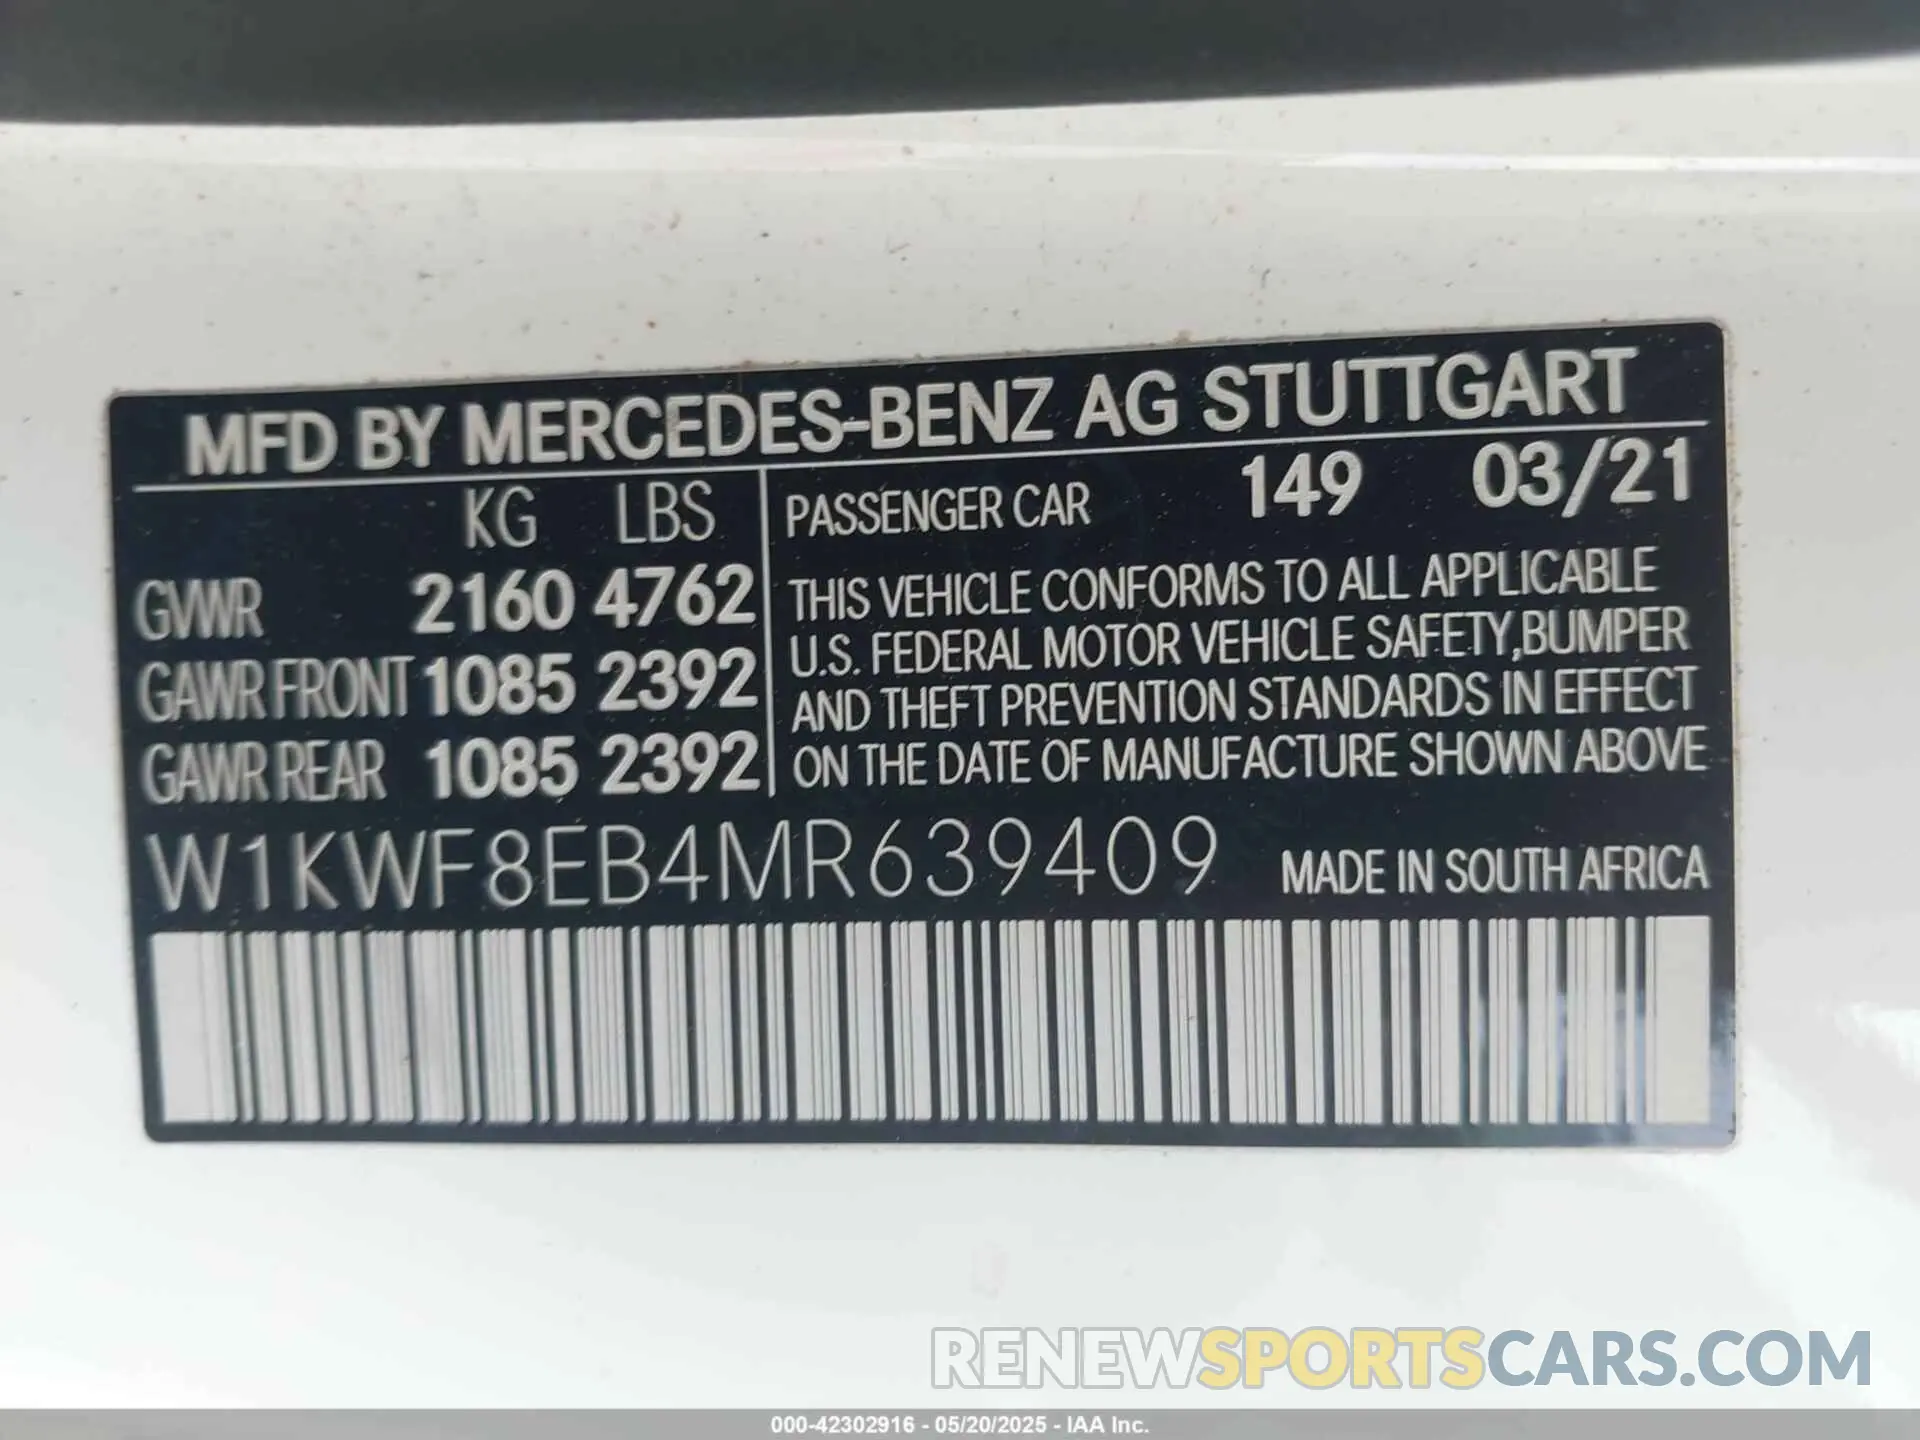 MFD BY MERCEDES-BENZ AG STUTTGART
KG LBS
GVWR 2160 4762
GAWR FRONT 1085 2392
GAWR REAR 1085 2392
PASSENGER CAR 149 03/21
THIS VEHICLE CONFORMS TO ALL APPLICABLE
U.S. FEDERAL MOTOR VEHICLE SAFETY,BUMPER
AND THEFT PREVENTION STANDARDS IN EFFECT
ON THE DATE OF MANUFACTURE SHOWN ABOVE
W1KWF8EB4MR639409 MADE IN SOUTH AFRICA
RENEWSPORTSCARS.COM
000-42302916 - 05/20/2025 - IAA Inc.